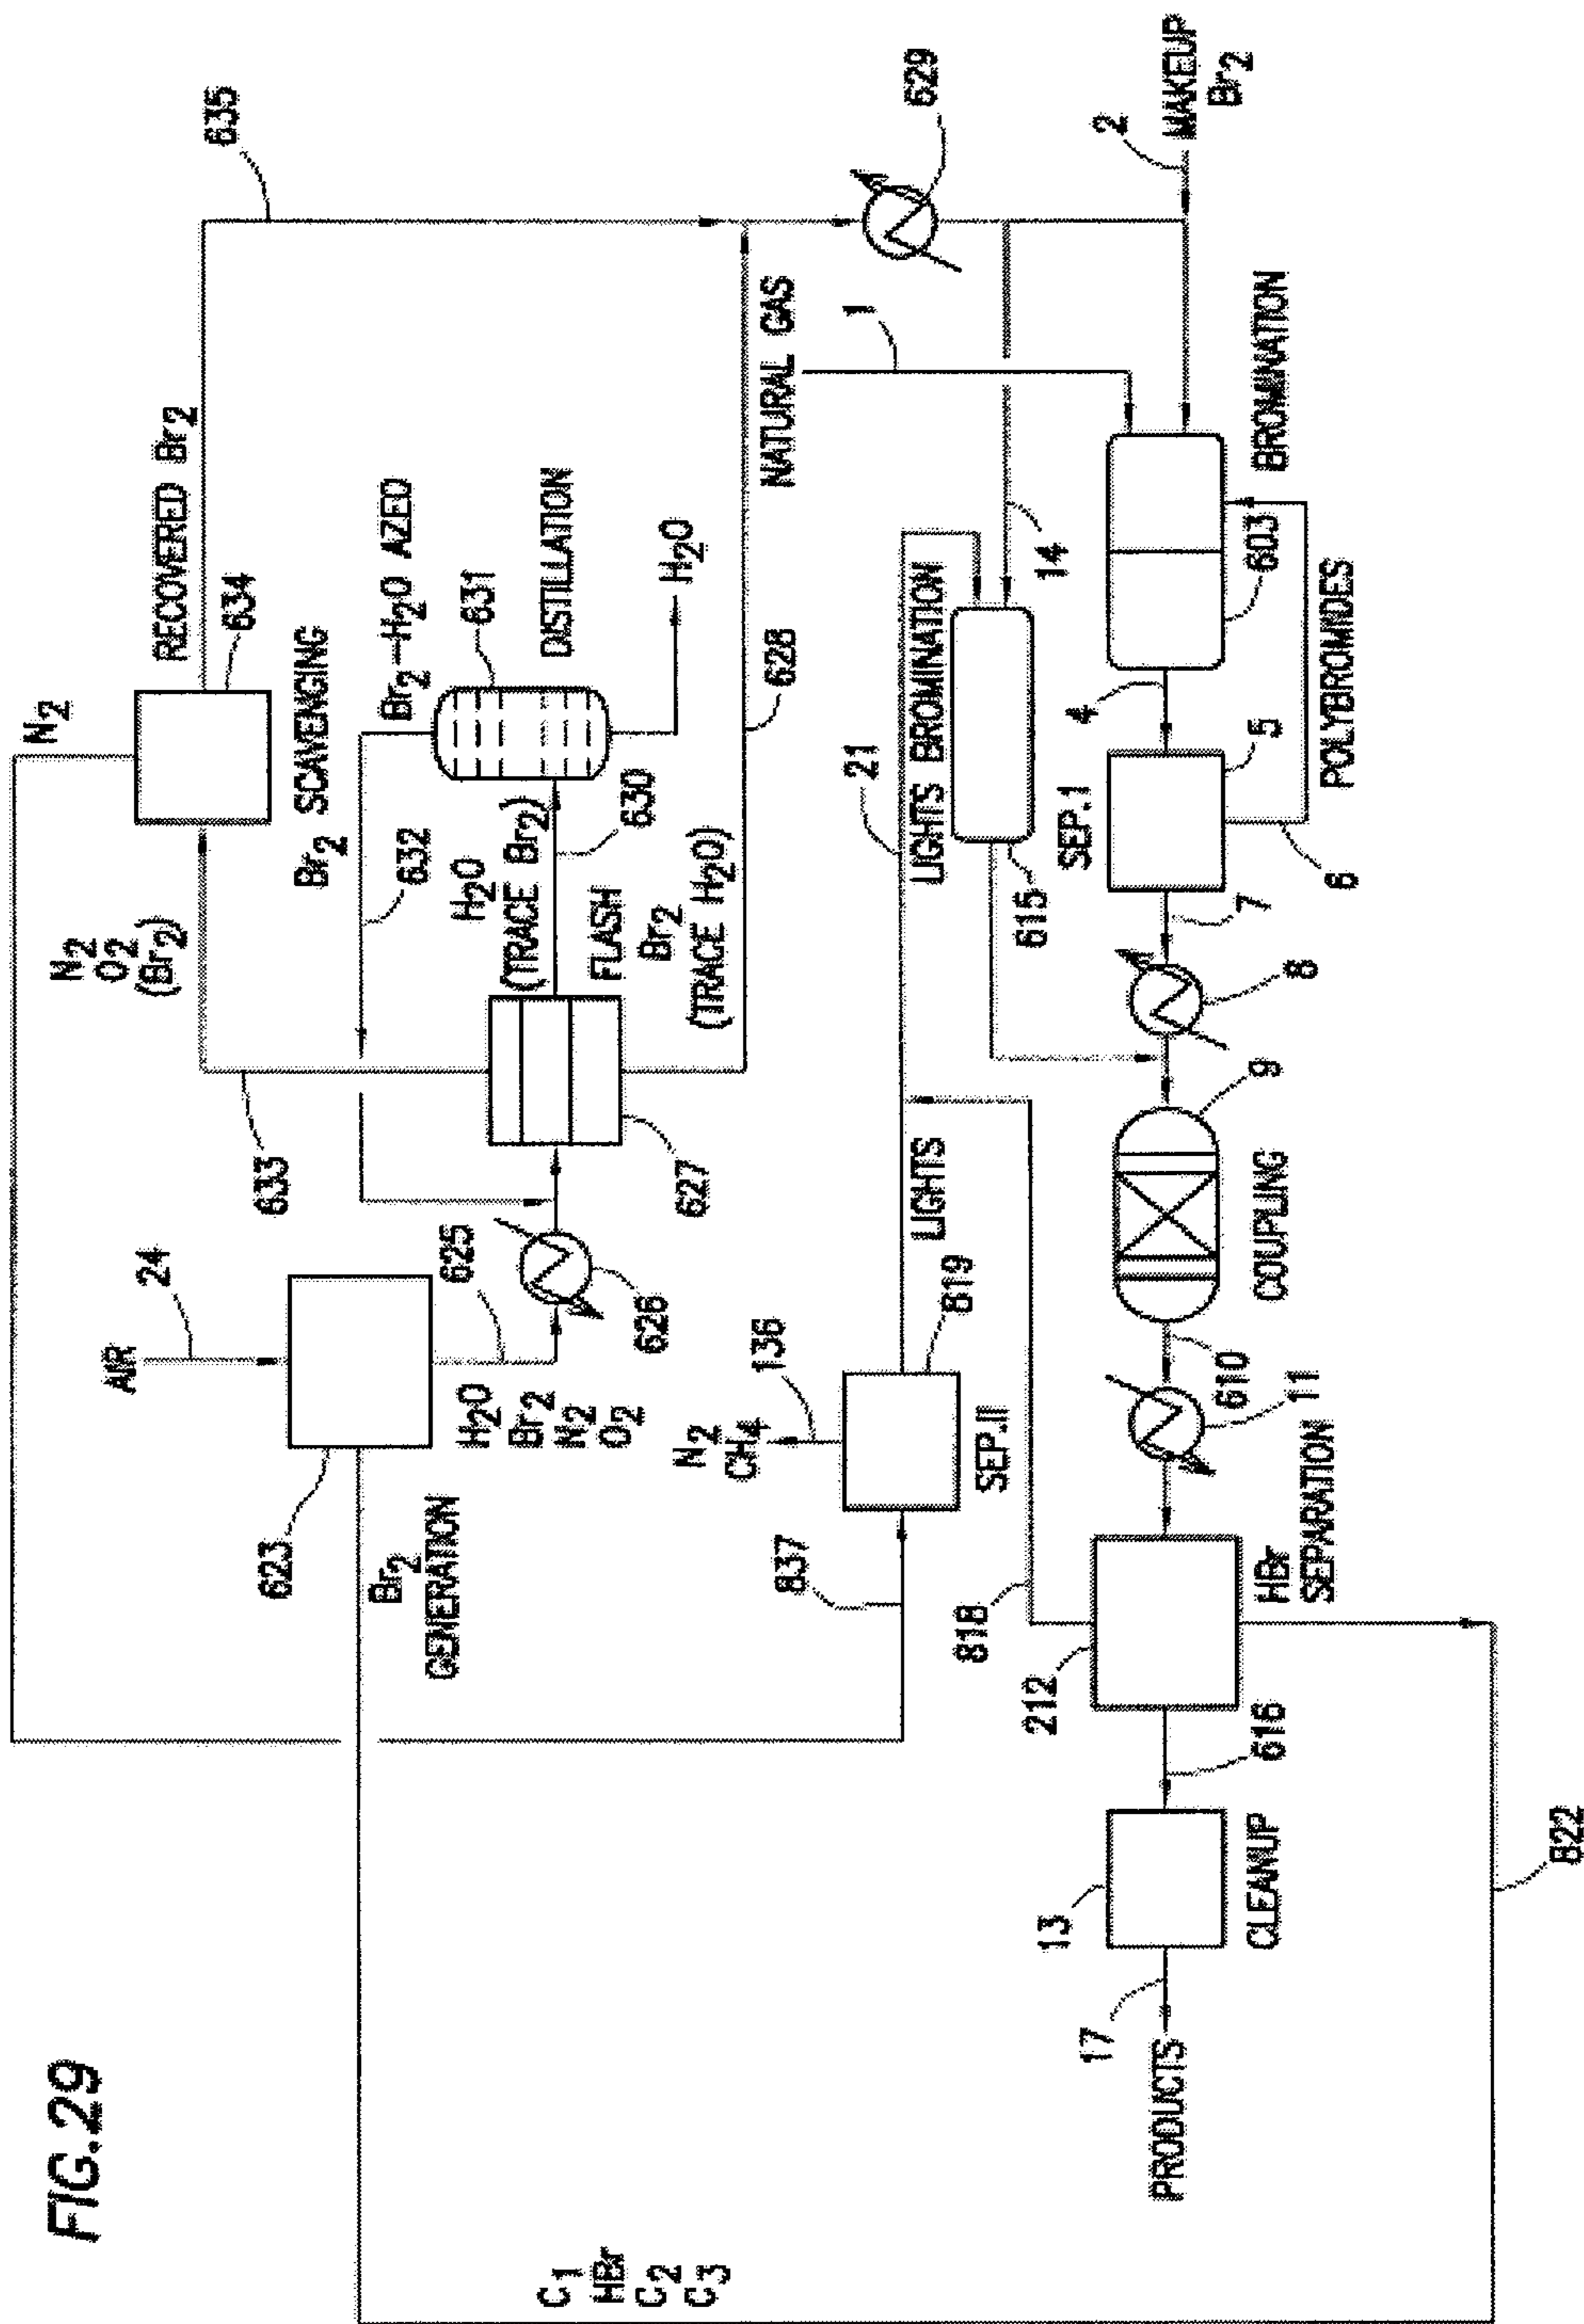 FIG.29
N2
RECOVERED Br2
634
635
N2
O2
(Br2)
Br2 SCAVENGING
633
632
Br2-H2O AZEO
631
DISTILLATION
H2O
H2O
(TRACE Br2)
630
FLASH
Br2
(TRACE H2O)
628
627
AIR
24
623
Br2
GENERATION
625
H2O
Br2
N2
O2
626
629
NATURAL GAS
1
2
MAKEUP
Br2
N2
CH4
136
819
SEP.II
837
LIGHTS
21
LIGHTS BROMINATION
615
14
BROMINATION
603
4
SEP.1
5
POLYBROMIDES
6
7
8
9
COUPLING
610
11
HBr
SEPARATION
818
212
616
13
CLEANUP
17
PRODUCTS
822
C1
HBr
C2
C3